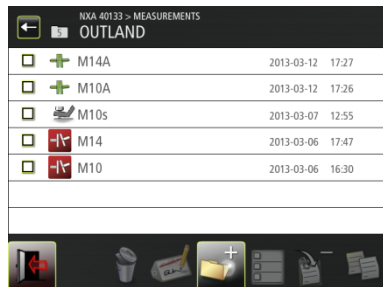 NXA 40133 > MEASUREMENTS
5 OUTLAND
M14A 2013-03-12 17:27
M10A 2013-03-12 17:26
M10s 2013-03-07 12:55
M14 2013-03-06 17:47
M10 2013-03-06 16:30